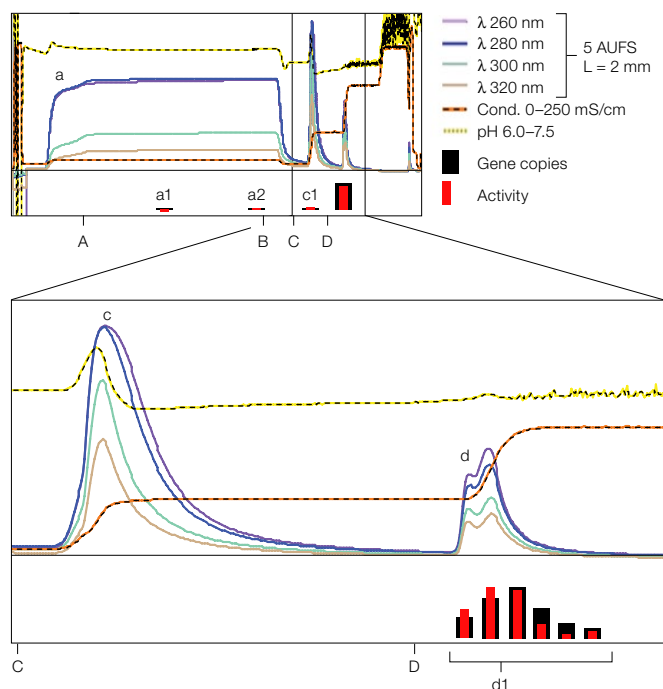 a
a1
a2
c1
A
B
C
D
λ 260 nm
λ 280 nm
λ 300 nm
λ 320 nm
5 AUFS
L = 2 mm
Cond. 0–250 mS/cm
pH 6.0–7.5
Gene copies
Activity
c
d
C
D
d1